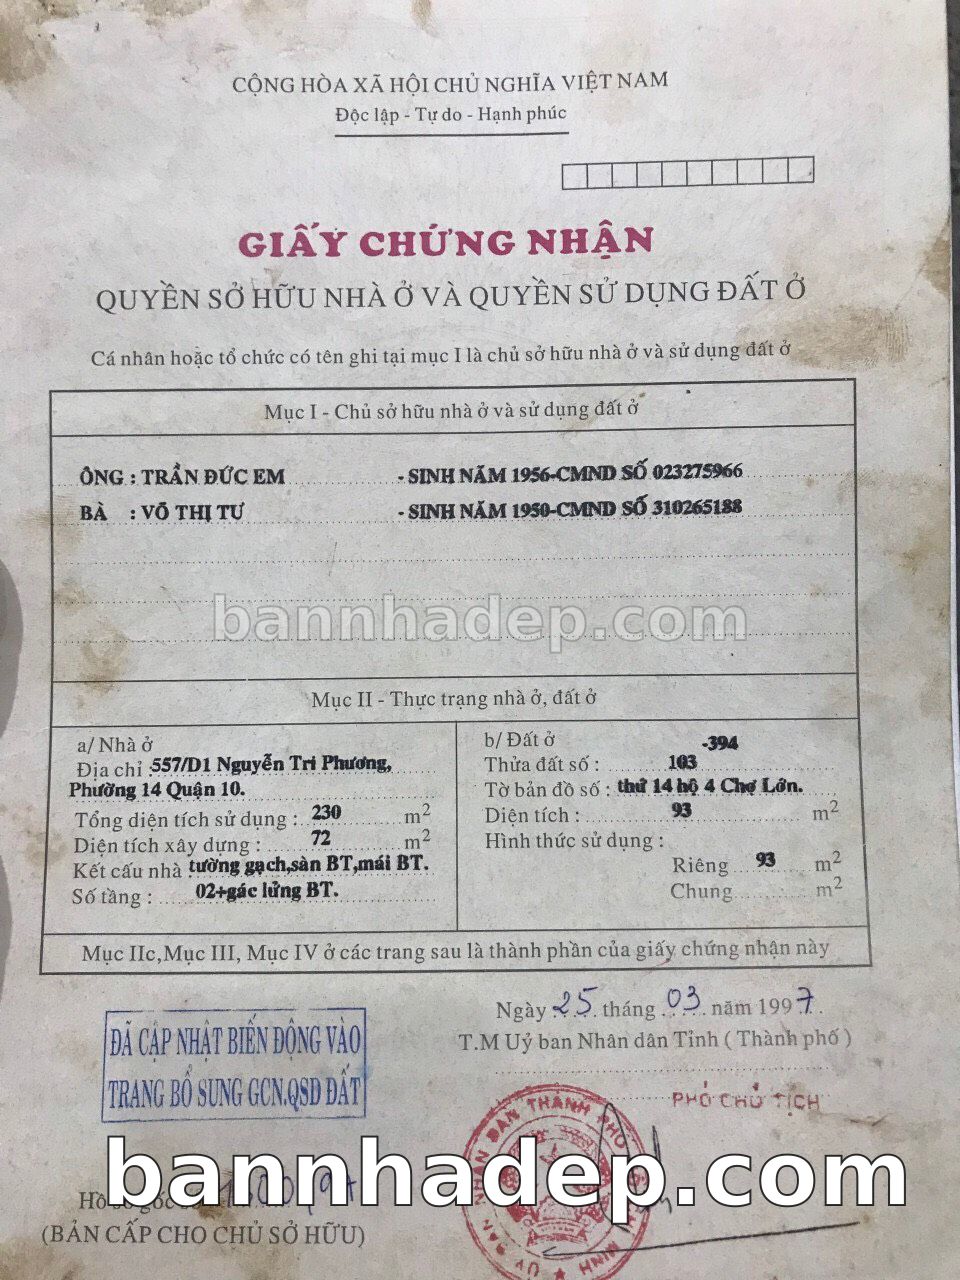 CỘNG HÒA XÃ HỘI CHỦ NGHĨA VIỆT NAM
Độc lập - Tự do - Hạnh phúc
GIẤY CHỨNG NHẬN
QUYỀN SỞ HỮU NHÀ Ở VÀ QUYỀN SỬ DỤNG ĐẤT Ở
Cá nhân hoặc tổ chức có tên ghi tại mục I là chủ sở hữu nhà ở và sử dụng đất ở
Mục I - Chủ sở hữu nhà ở và sử dụng đất ở
ÔNG : TRẦN ĐỨC EM - SINH NĂM 1956-CMND SỐ 023275966
BÀ : VÕ THỊ TƯ - SINH NĂM 1950-CMND SỐ 310265188
bannhadep.com
Mục II - Thực trạng nhà ở, đất ở
a/ Nhà ở
Địa chỉ : 557/D1 Nguyễn Tri Phương,
Phường 14 Quận 10.
Tổng diện tích sử dụng : 230 m2
Diện tích xây dựng : 72 m2
Kết cấu nhà : tường gạch,sàn BT,mái BT.
Số tầng : 02+gác lửng BT.
b/ Đất ở -394
Thửa đất số : 103
Tờ bản đồ số : thứ 14 hộ 4 Chợ Lớn.
Diện tích : 93 m2
Hình thức sử dụng :
Riêng 93 m2
Chung m2
Mục IIc,Mục III, Mục IV ở các trang sau là thành phần của giấy chứng nhận này
Ngày 25 tháng 03 năm 1997
T.M Uỷ ban Nhân dân Tỉnh ( Thành phố )
PHÓ CHỦ TỊCH
ĐÃ CẬP NHẬT BIẾN ĐỘNG VÀO
TRANG BỔ SUNG GCN.QSD ĐẤT
bannhadep.com
Hồ sơ gốc
(BẢN CẤP CHO CHỦ SỞ HỮU)